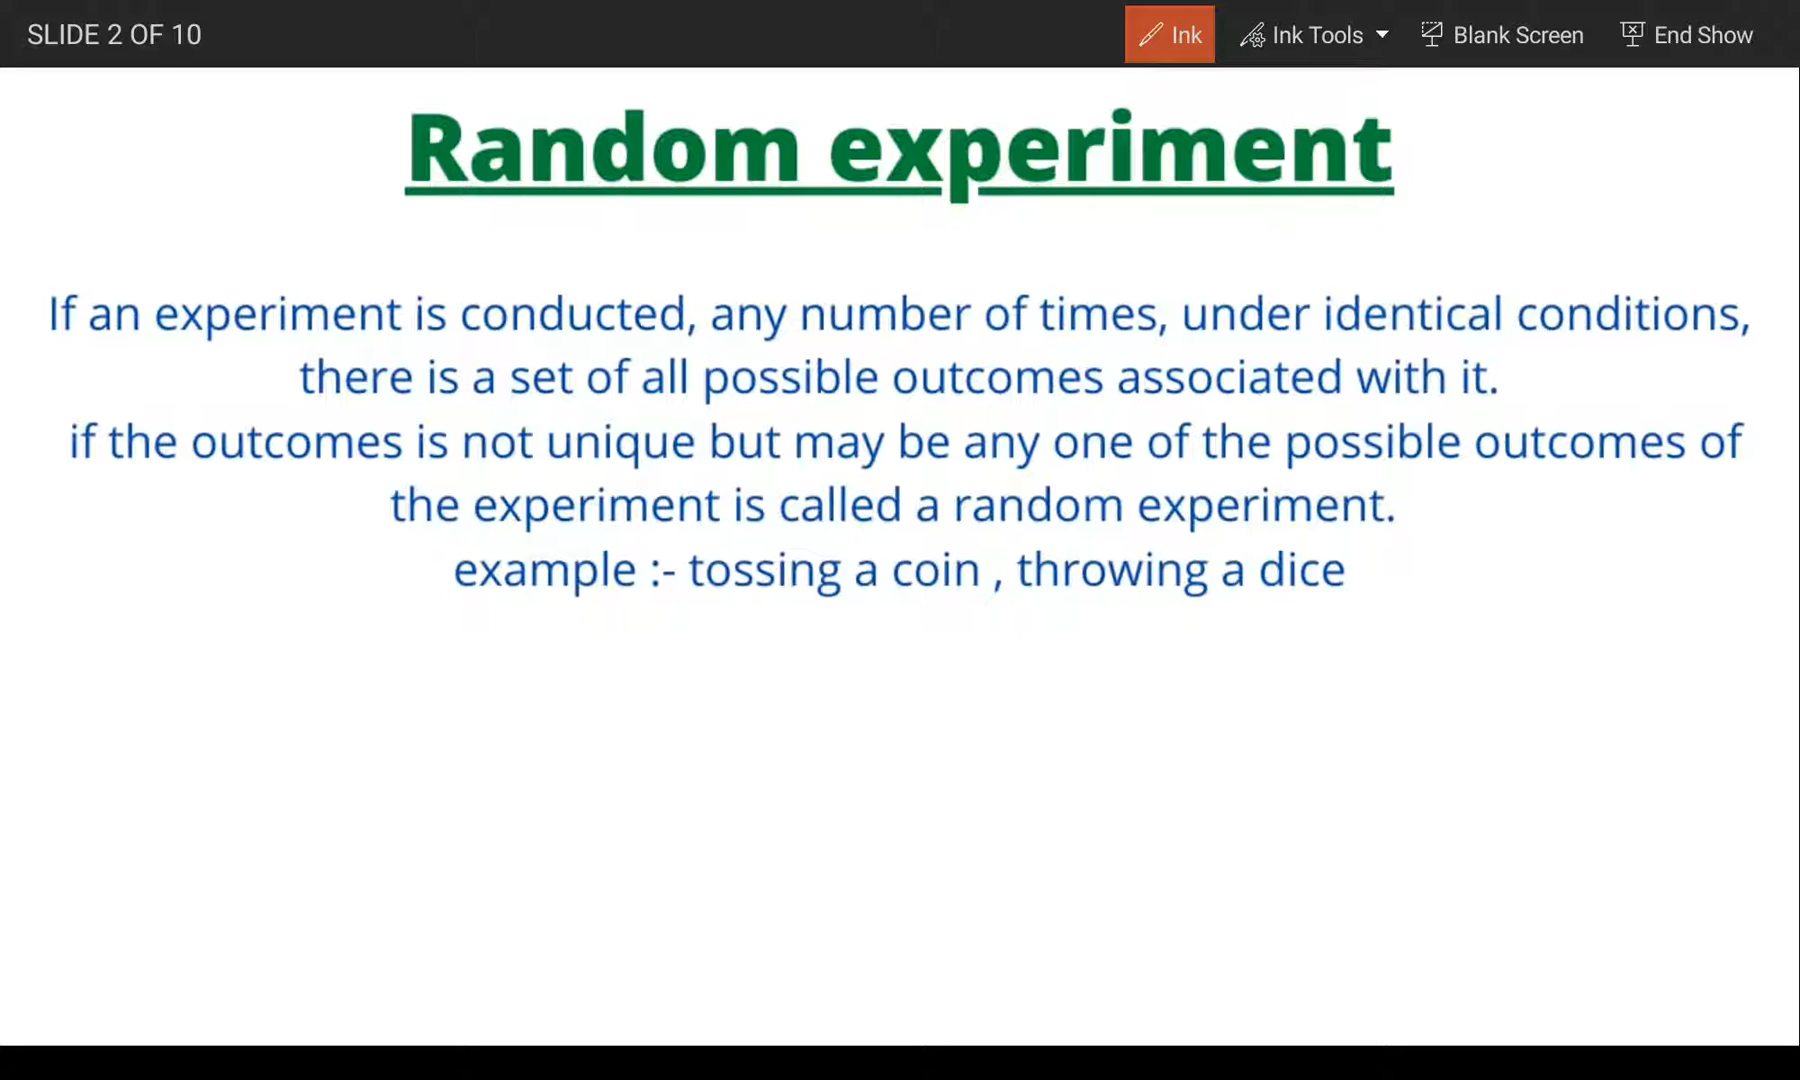 SLIDE 2 OF 10
Ink
Ink Tools
Blank Screen
End Show
Random experiment
If an experiment is conducted, any number of times, under identical conditions,
there is a set of all possible outcomes associated with it.
if the outcomes is not unique but may be any one of the possible outcomes of
the experiment is called a random experiment.
example :- tossing a coin , throwing a dice